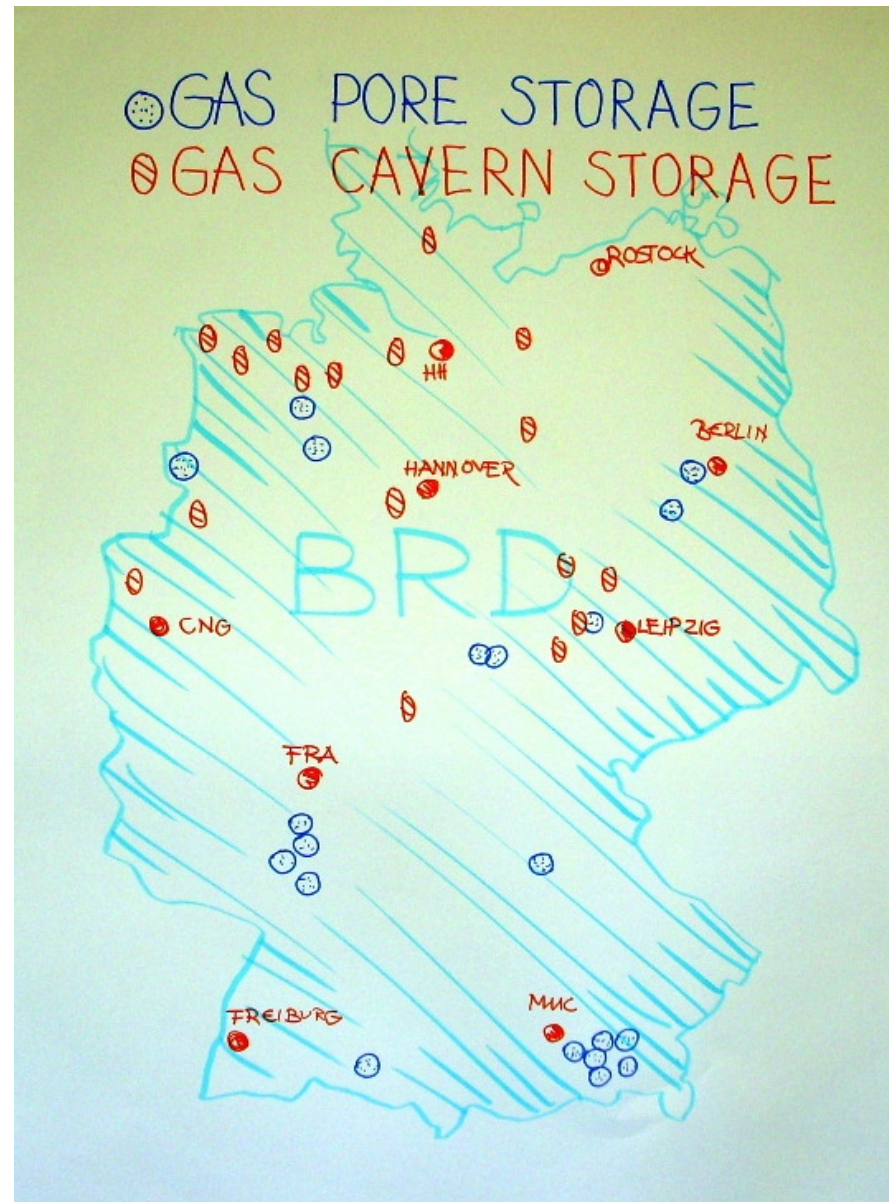 GAS PORE STORAGE
GAS CAVERN STORAGE
ROSTOCK
HH
BERLIN
HANNOVER
BRD
CNG
LEIPZIG
FRA
MUC
FREIBURG